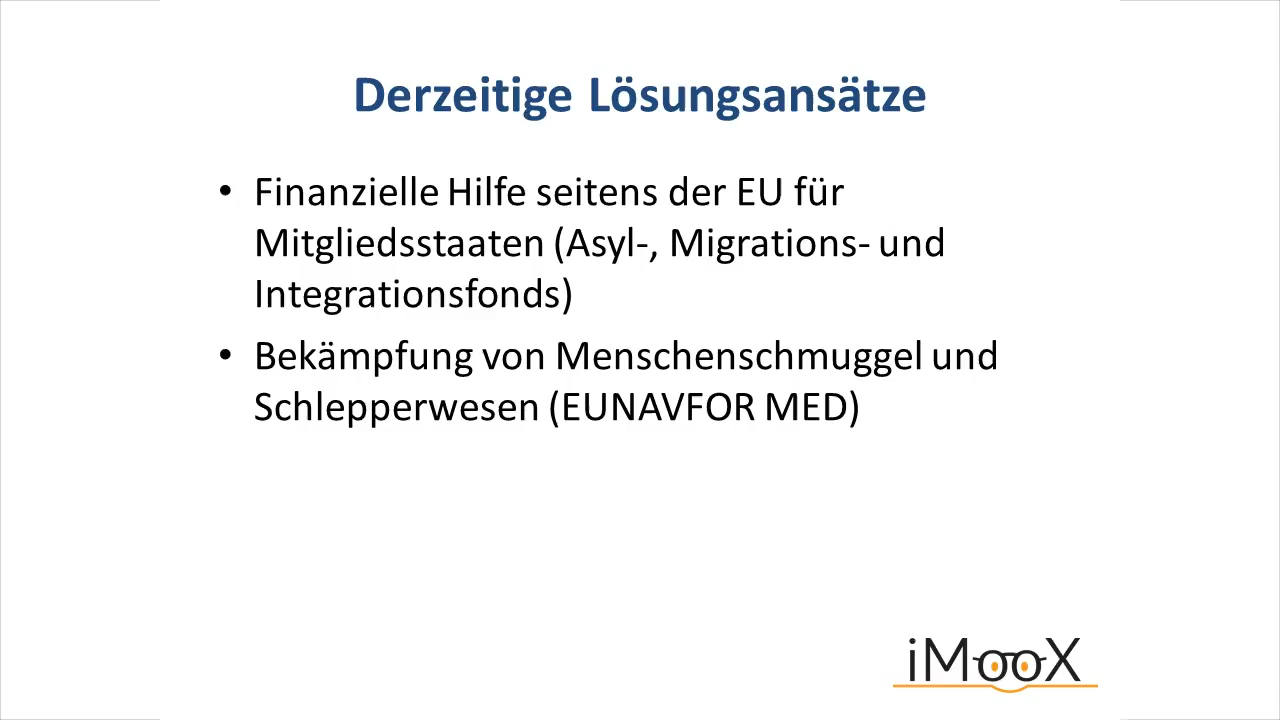 Derzeitige Lösungsansätze
• Finanzielle Hilfe seitens der EU für
Mitgliedsstaaten (Asyl-, Migrations- und
Integrationsfonds)
• Bekämpfung von Menschenschmuggel und
Schlepperwesen (EUNAVFOR MED)
iMooX